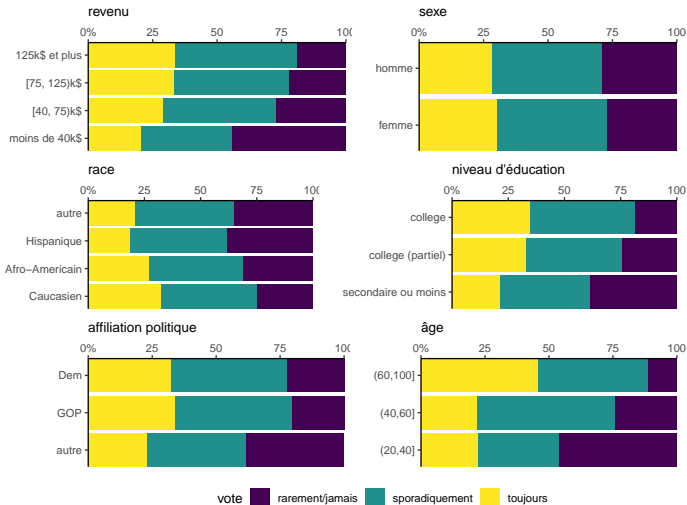 revenu
0% 25 50 75 100
125k$ et plus
[75, 125)k$
[40, 75)k$
moins de 40k$
sexe
0% 25 50 75 100
homme
femme
race
0% 25 50 75 100
autre
Hispanique
Afro−Americain
Caucasien
niveau d'éducation
0% 25 50 75 100
college
college (partiel)
secondaire ou moins
affiliation politique
0% 25 50 75 100
Dem
GOP
autre
âge
0% 25 50 75 100
(60,100]
(40,60]
(20,40]
vote rarement/jamais sporadiquement toujours